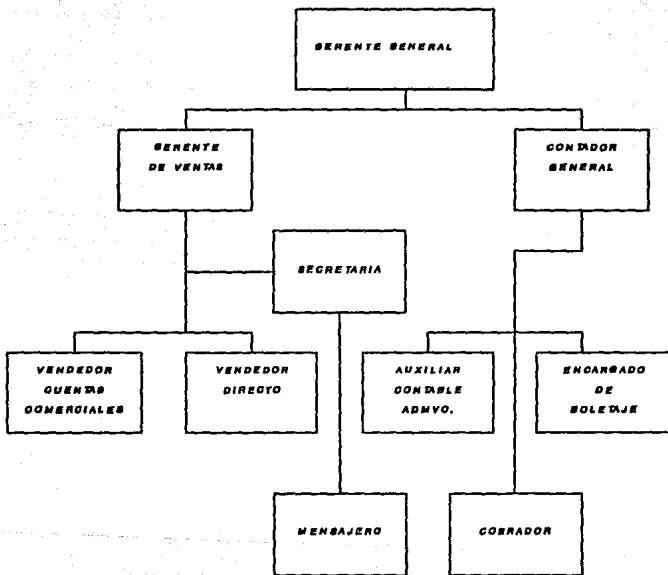 GERENTE GENERAL
GERENTE
DE VENTAS
CONTADOR
GENERAL
SECRETARIA
VENDEDOR
CUENTAS
COMERCIALES
VENDEDOR
DIRECTO
AUXILIAR
CONTABLE
ADMVO.
ENCARGADO
DE
BOLETAJE
MENSAJERO
COBRADOR